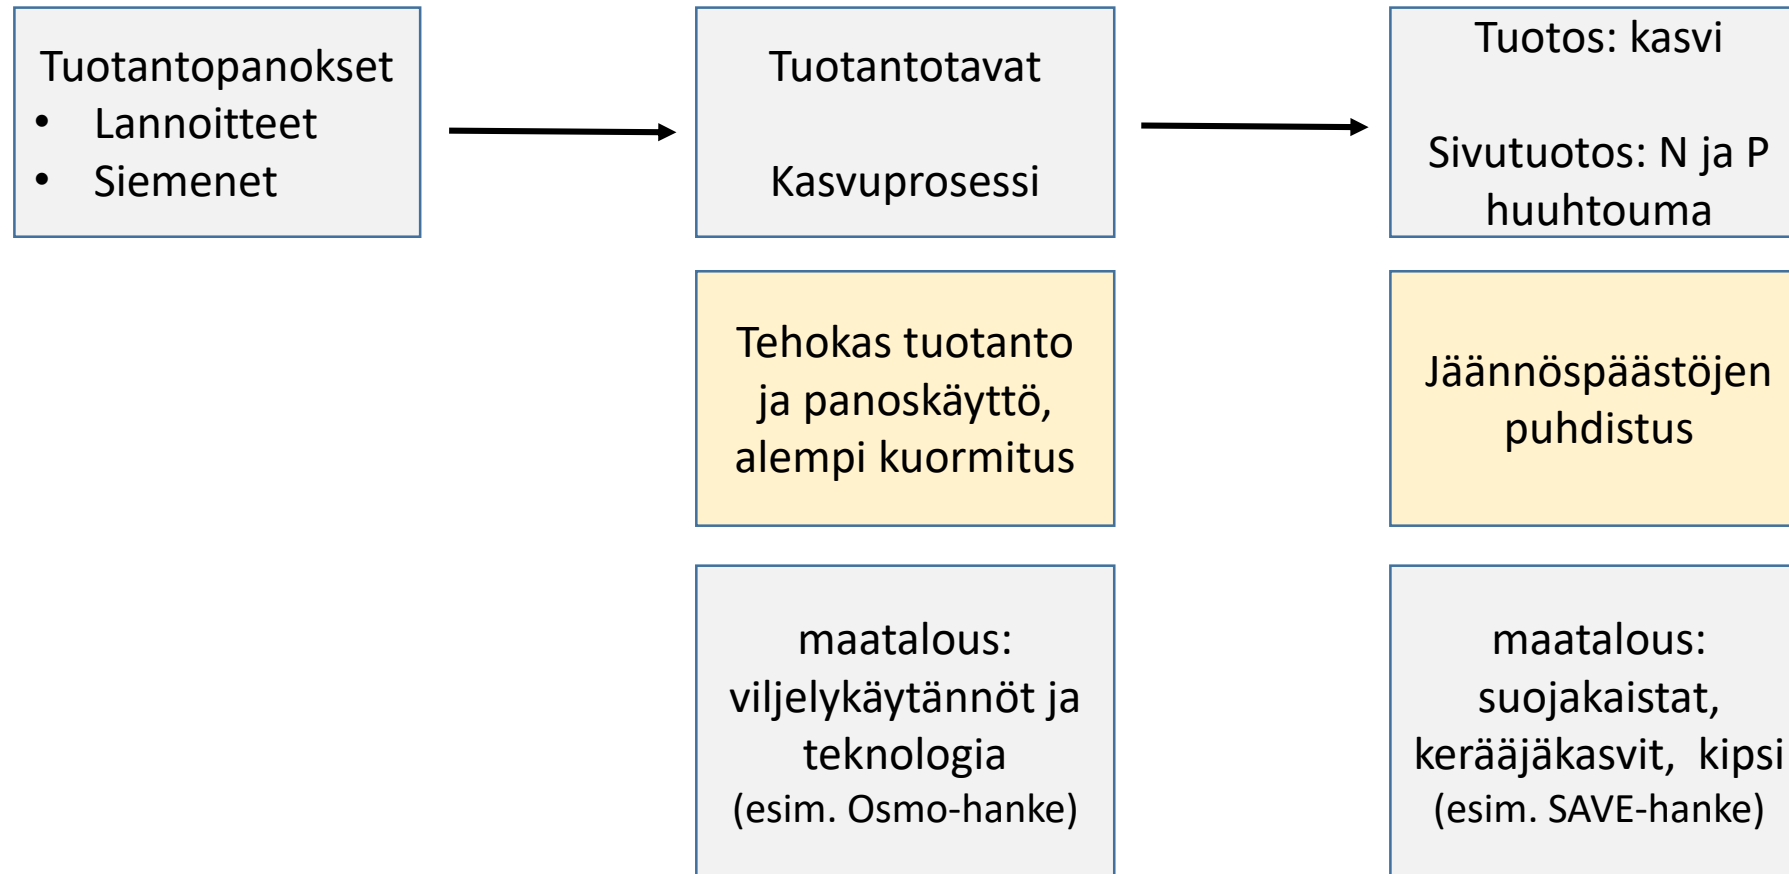 Tuotantopanokset
• Lannoitteet
• Siemenet
Tuotantotavat
Kasvuprosessi
Tuotos: kasvi
Sivutuotos: N ja P
huuhtouma
Tehokas tuotanto
ja panoskäyttö,
alempi kuormitus
Jäännöspäästöjen
puhdistus
maatalous:
viljelykäytännöt ja
teknologia
(esim. Osmo-hanke)
maatalous:
suojakaistat,
kerääjäkasvit, kipsi
(esim. SAVE-hanke)